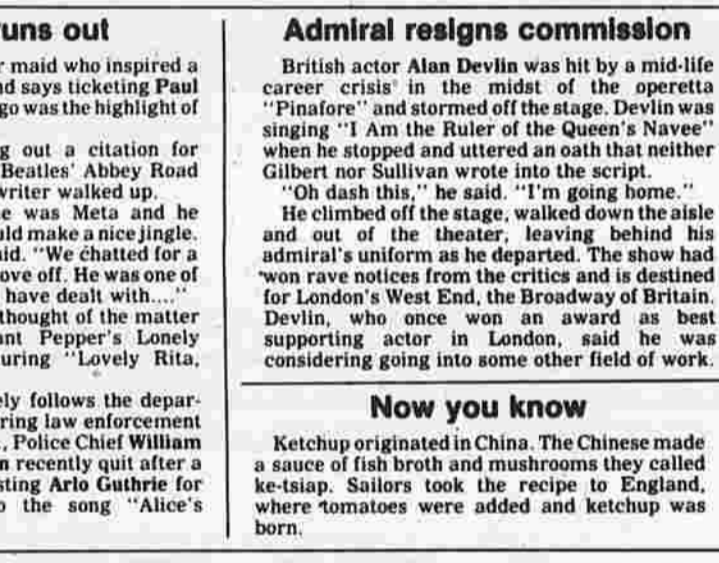 uns out
r maid who inspired a
nd says ticketing Paul
go was the highlight of
g out a citation for
Beatles' Abbey Road
writer walked up.
e was Meta and he
uld make a nice jingle.
aid. "We chatted for a
ove off. He was one of
have dealt with...."
thought of the matter
ant Pepper's Lonely
uring "Lovely Rita,
ely follows the depar-
ring law enforcement
., Police Chief William
n recently quit after a
sting Arlo Guthrie for
o the song "Alice's
Admiral resigns commission
British actor Alan Devlin was hit by a mid-life
career crisis in the midst of the operetta
"Pinafore" and stormed off the stage. Devlin was
singing "I Am the Ruler of the Queen's Navee"
when he stopped and uttered an oath that neither
Gilbert nor Sullivan wrote into the script.
"Oh dash this," he said. "I'm going home."
He climbed off the stage, walked down the aisle
and out of the theater, leaving behind his
admiral's uniform as he departed. The show had
won rave notices from the critics and is destined
for London's West End, the Broadway of Britain.
Devlin, who once won an award as best
supporting actor in London, said he was
considering going into some other field of work.
Now you know
Ketchup originated in China. The Chinese made
a sauce of fish broth and mushrooms they called
ke-tsiap. Sailors took the recipe to England,
where tomatoes were added and ketchup was
born.